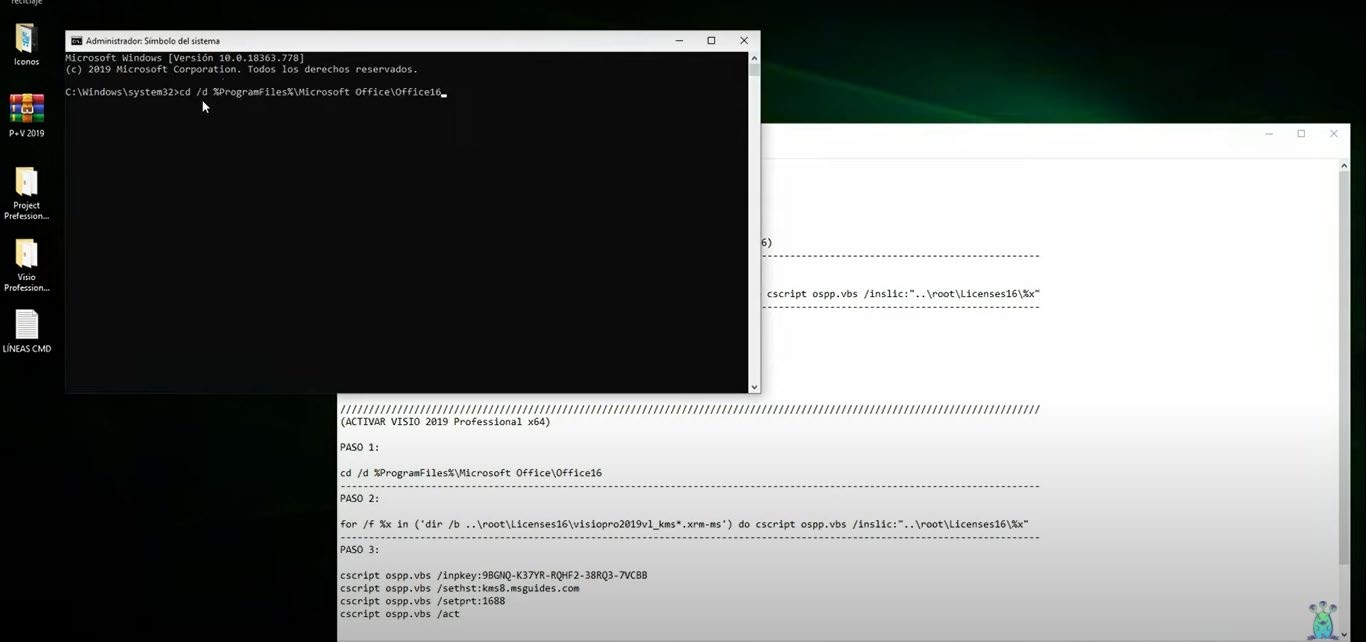 reciclaje
Iconos
P+V 2019
Project
Prefession...
Visio
Profession...
LÍNEAS CMD
Administrador: Símbolo del sistema
Microsoft Windows [Versión 10.0.18363.778]
(c) 2019 Microsoft Corporation. Todos los derechos reservados.
C:\Windows\system32>cd /d %ProgramFiles%\Microsoft Office\Office16
6)
--------------------------------------------
cscript ospp.vbs /inslic:"..\root\Licenses16\%x"
--------------------------------------------
/////////////////////////////////////////////////////////////////////////////////////////////////////////////
(ACTIVAR VISIO 2019 Professional x64)
PASO 1:
cd /d %ProgramFiles%\Microsoft Office\Office16
-------------------------------------------------------------------------------------------------------------
PASO 2:
for /f %x in ('dir /b ..\root\Licenses16\visiopro2019vl_kms*.xrm-ms') do cscript ospp.vbs /inslic:"..\root\Licenses16\%x"
-------------------------------------------------------------------------------------------------------------
PASO 3:
cscript ospp.vbs /inpkey:9BGNQ-K37YR-RQHF2-38RQ3-7VCBB
cscript ospp.vbs /sethst:kms8.msguides.com
cscript ospp.vbs /setprt:1688
cscript ospp.vbs /act